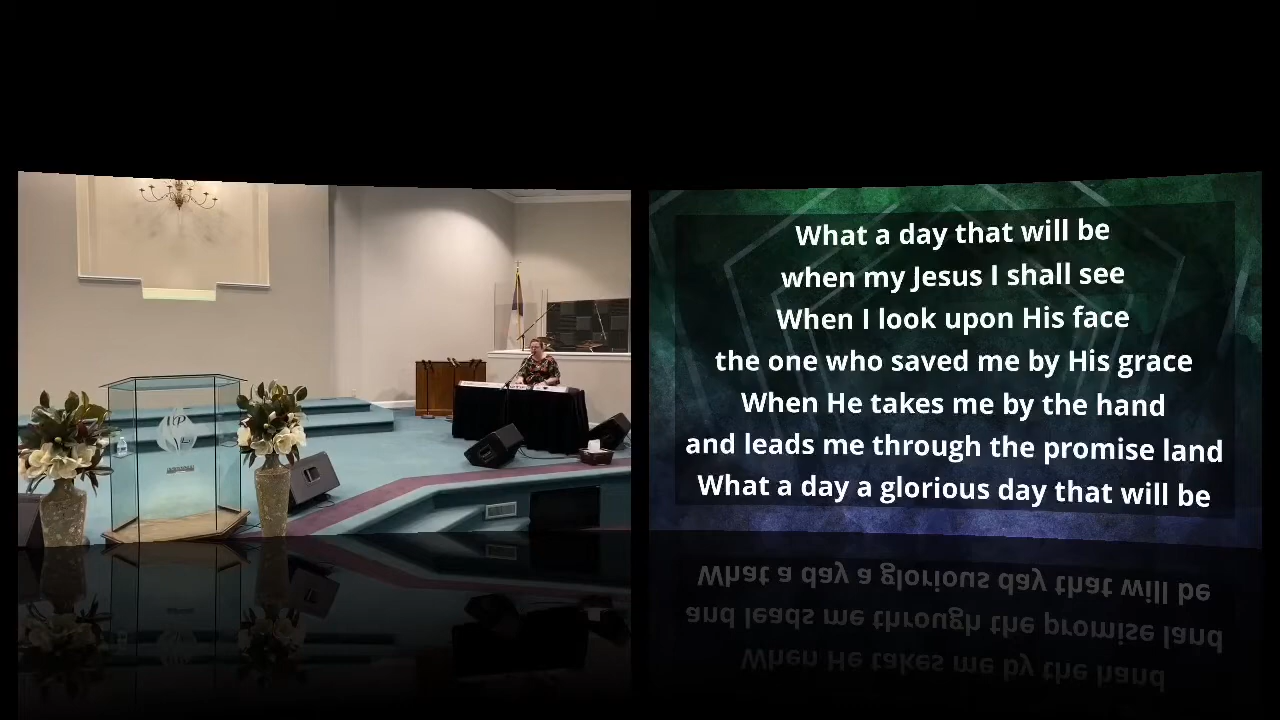 What a day that will be
when my Jesus I shall see
When I look upon His face
the one who saved me by His grace
When He takes me by the hand
and leads me through the promise land
What a day a glorious day that will be